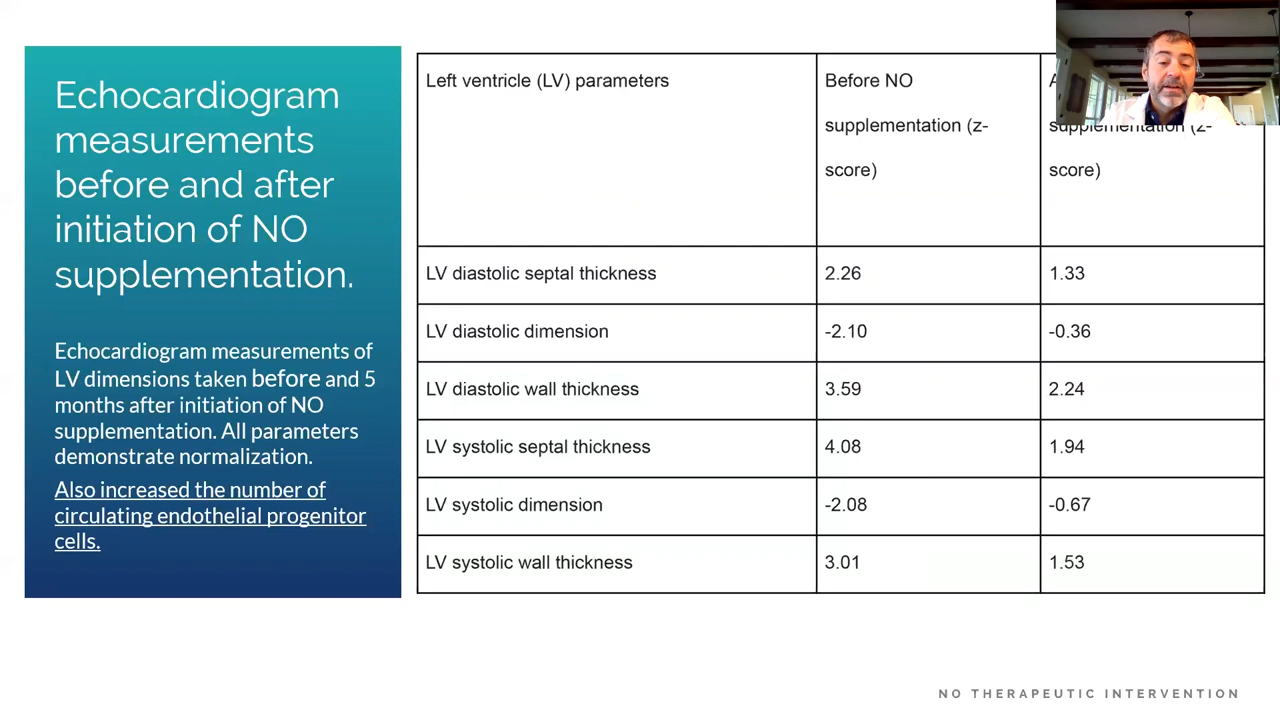 Echocardiogram
measurements
before and after
initiation of NO
supplementation.
Echocardiogram measurements of
LV dimensions taken before and 5
months after initiation of NO
supplementation. All parameters
demonstrate normalization.
Also increased the number of
circulating endothelial progenitor
cells.
Left ventricle (LV) parameters
Before NO
supplementation (z-
score)
supplementation (z-
score)
LV diastolic septal thickness 2.26 1.33
LV diastolic dimension -2.10 -0.36
LV diastolic wall thickness 3.59 2.24
LV systolic septal thickness 4.08 1.94
LV systolic dimension -2.08 -0.67
LV systolic wall thickness 3.01 1.53
NO THERAPEUTIC INTERVENTION